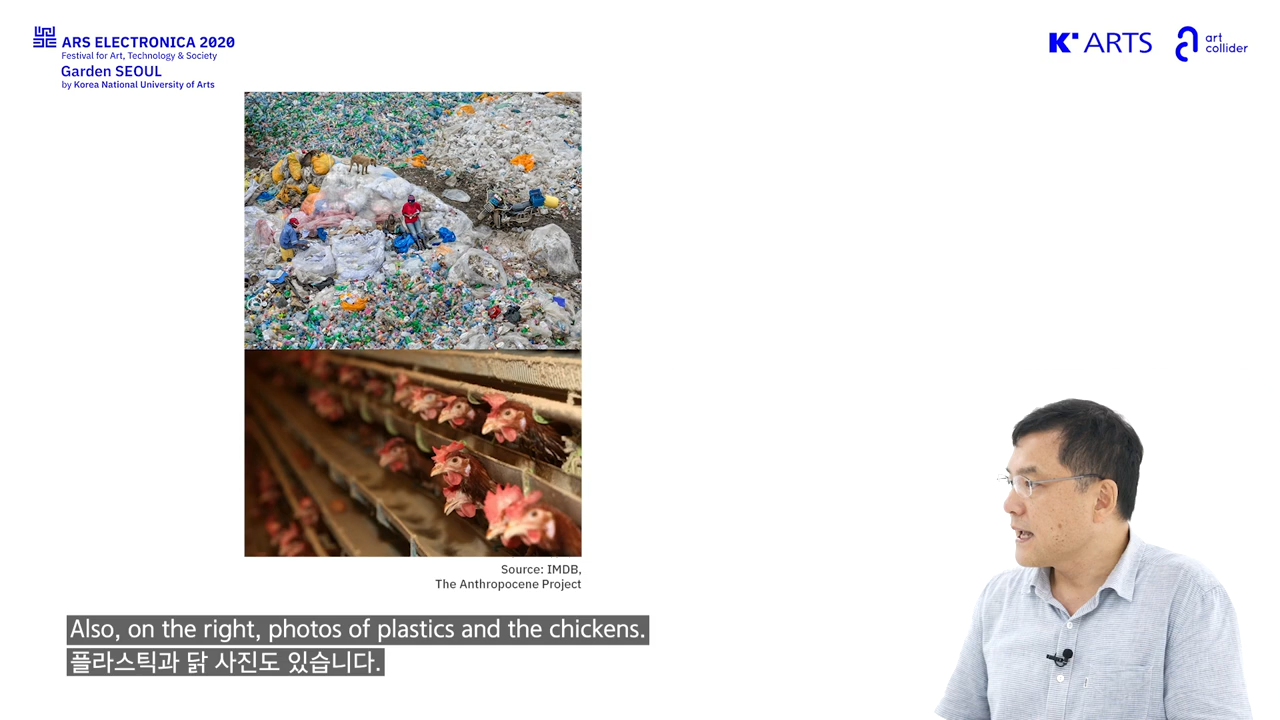 ARS ELECTRONICA 2020
Festival for Art, Technology & Society
Garden SEOUL
by Korea National University of Arts
K'ARTS
art
collider
Source: IMDB,
The Anthropocene Project
Also, on the right, photos of plastics and the chickens.
플라스틱과 닭 사진도 있습니다.